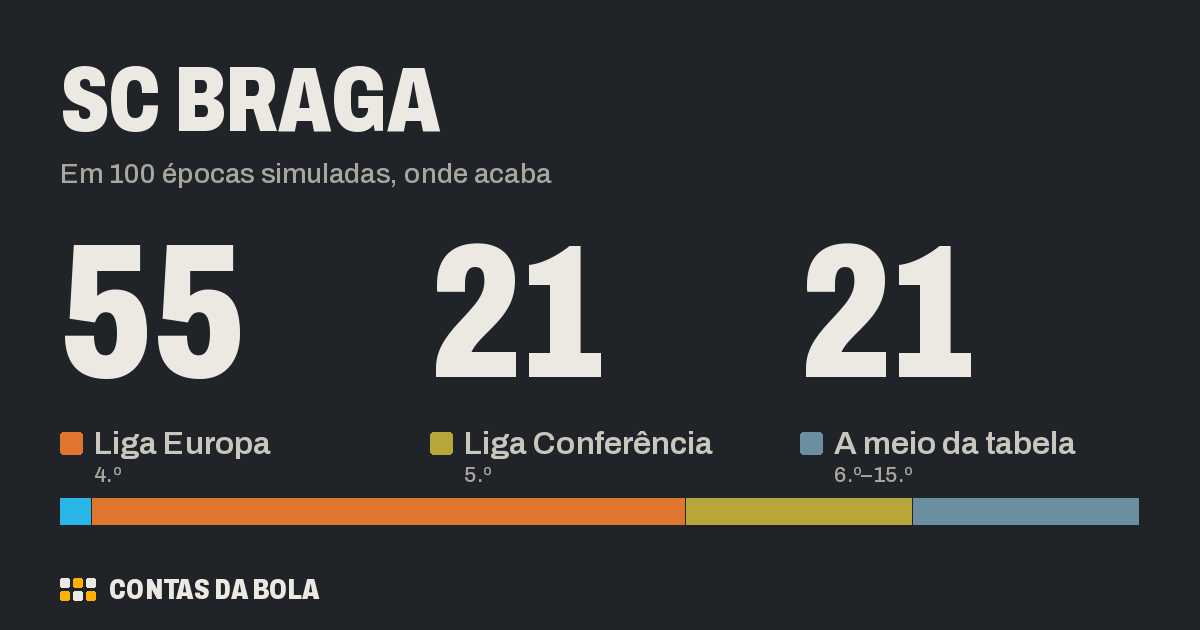 SC BRAGA
Em 100 épocas simuladas, onde acaba
55 21 21
Liga Europa Liga Conferência A meio da tabela
4.º 5.º 6.º–15.º
CONTAS DA BOLA